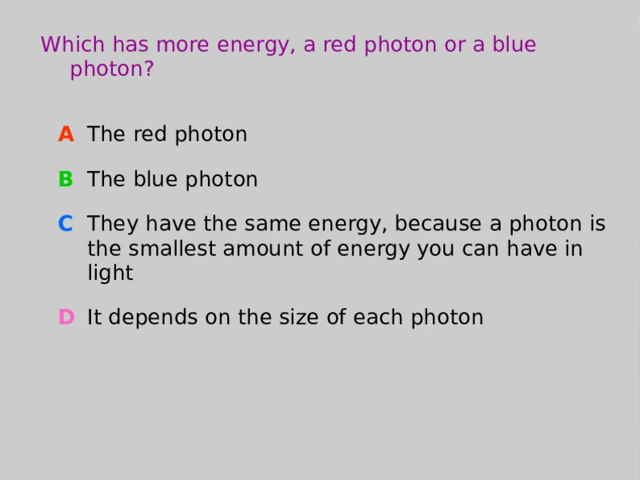 Which has more energy, a red photon or a blue
photon?
A The red photon
B The blue photon
C They have the same energy, because a photon is
the smallest amount of energy you can have in
light
D It depends on the size of each photon